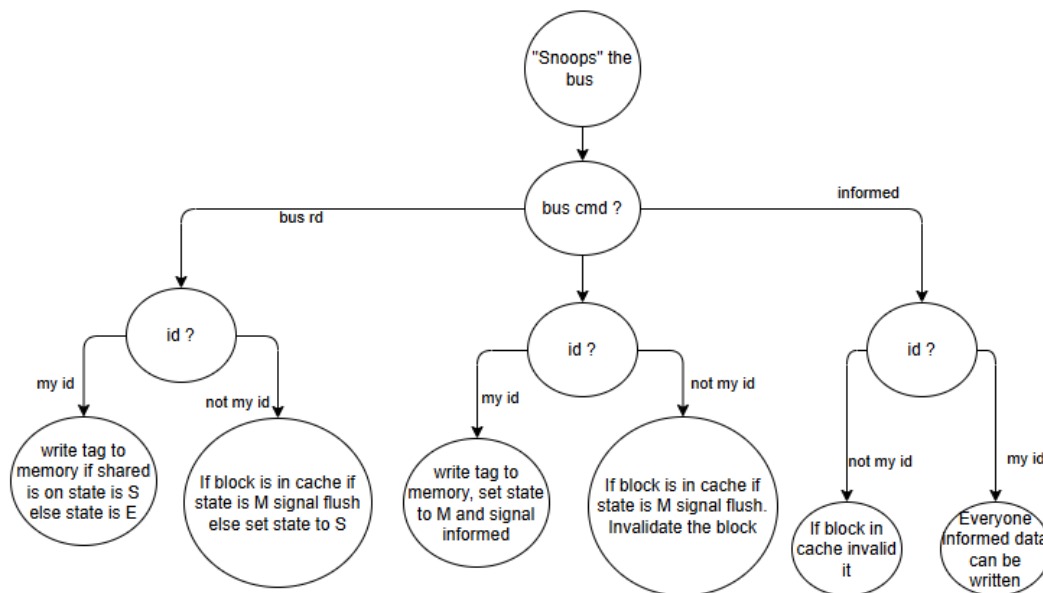 "Snoops" the
bus
bus cmd ?
bus rd
informed
id ?
id ?
id ?
my id
not my id
my id
not my id
not my id
my id
write tag to
memory if shared
is on state is S
else state is E
If block is in cache if
state is M signal flush
else set state to S
write tag to
memory, set state
to M and signal
informed
If block is in cache if
state is M signal flush.
Invalidate the block
If block in
cache invalid
it
Everyone
informed data
can be
written